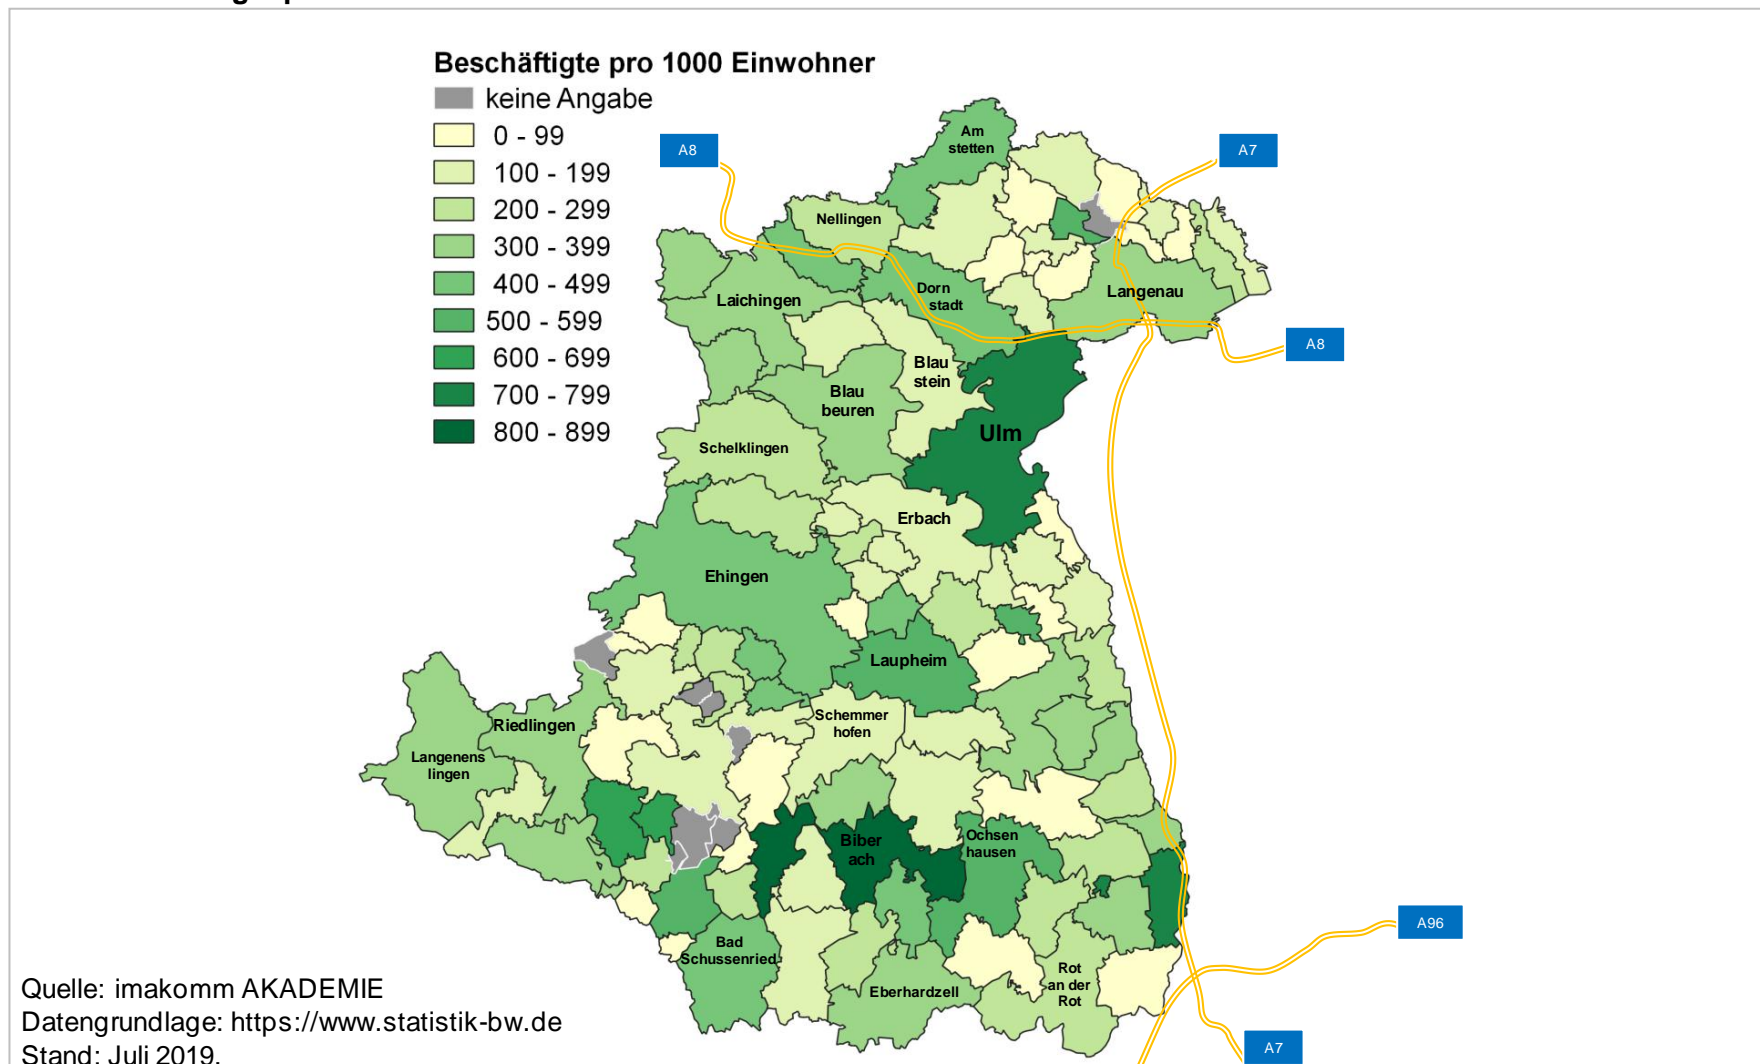 Beschäftigte pro 1000 Einwohner
keine Angabe
0 - 99
100 - 199
200 - 299
300 - 399
400 - 499
500 - 599
600 - 699
700 - 799
800 - 899
A8
A7
Am
stetten
Nellingen
Laichingen
Dorn
stadt
Langenau
A8
Blau
stein
Blau
beuren
Ulm
Schelklingen
Erbach
Ehingen
Laupheim
Riedlingen
Schemmer
hofen
Langenens
lingen
Biber
ach
Ochsen
hausen
A96
Bad
Schussenried
Eberhardzell
Rot
an der
Rot
A7
Quelle: imakomm AKADEMIE
Datengrundlage: https://www.statistik-bw.de
Stand: Juli 2019.